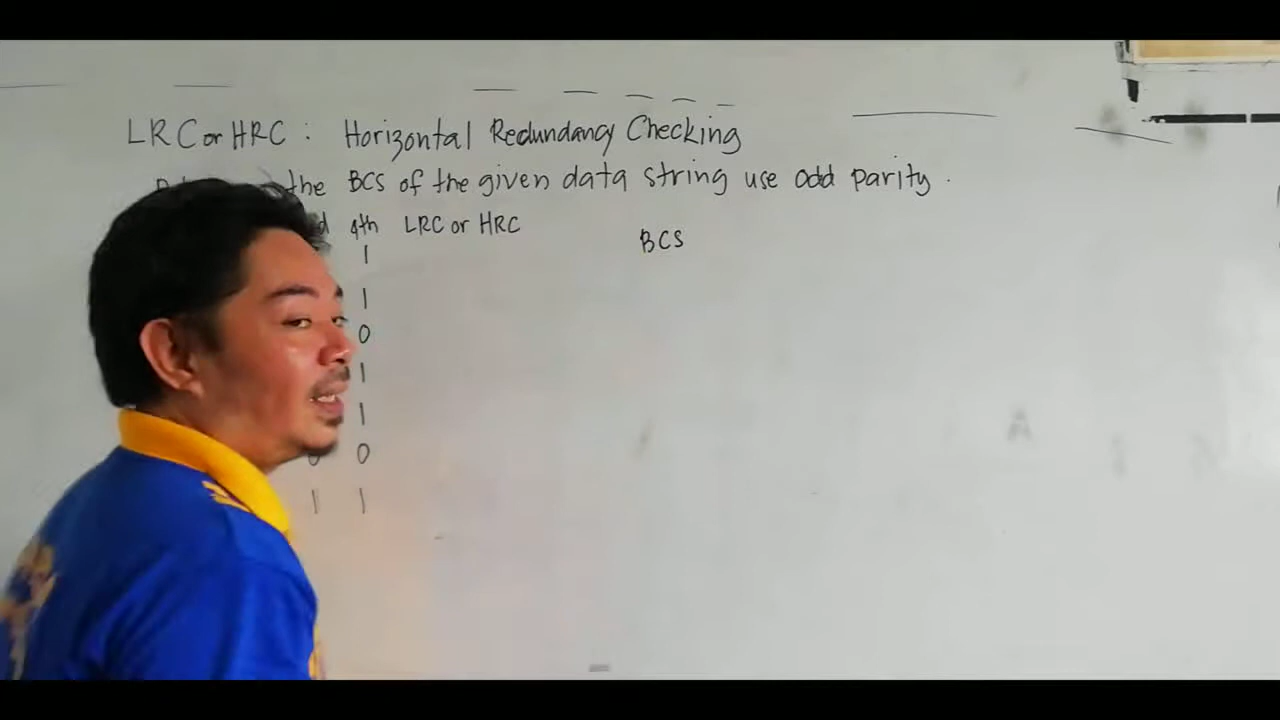 LRC or HRC : Horizontal Redundancy Checking
the BCS of the given data string use odd parity .
4th LRC or HRC
BCS
1
1
0
1
1
0
1 1